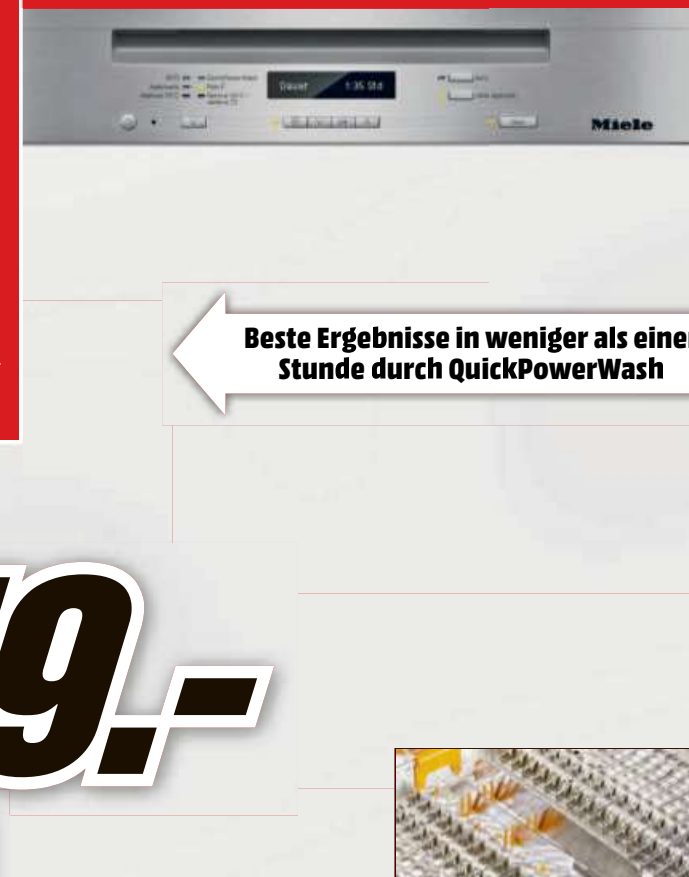 Dauer 1:35 Std
Miele
Beste Ergebnisse in weniger als einer
Stunde durch QuickPowerWash
9.-